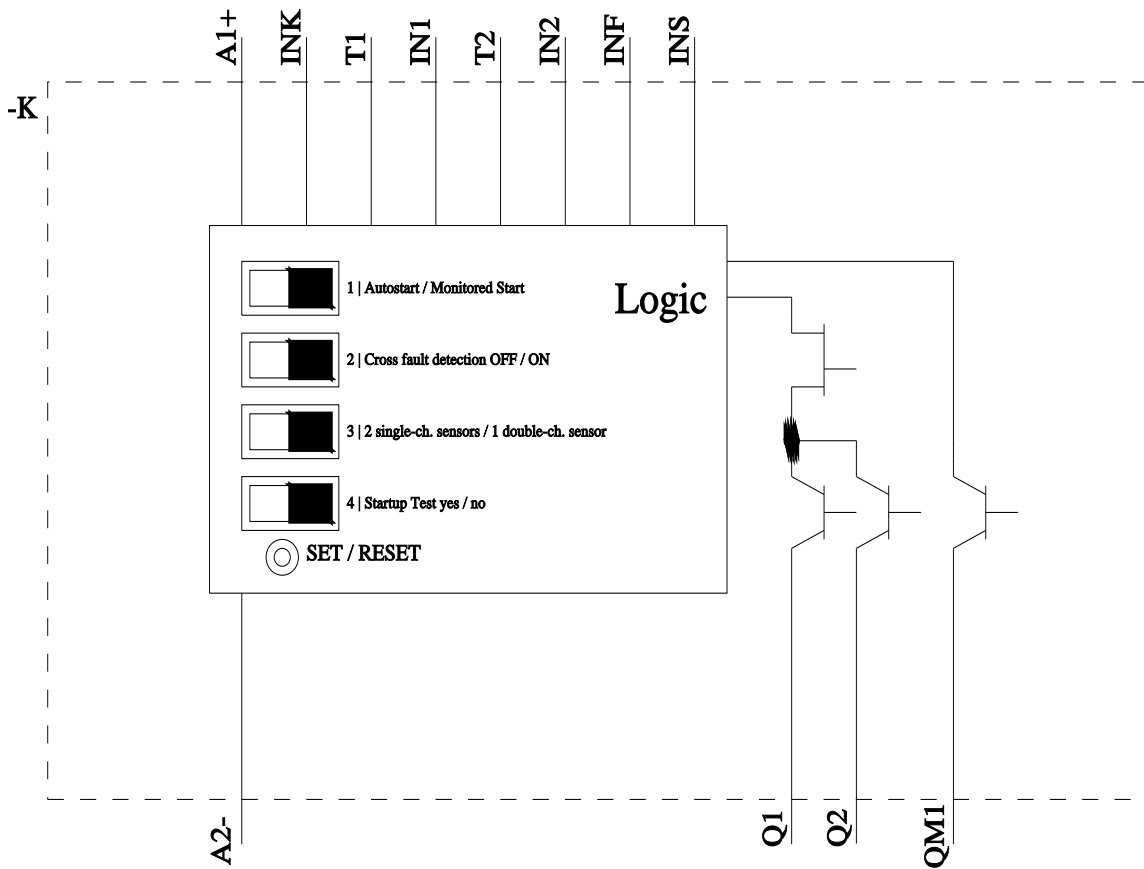 A1+
INK
T1
IN1
T2
IN2
INF
INS
-K
1 | Autostart / Monitored Start
Logic
2 | Cross fault detection OFF / ON
3 | 2 single-ch. sensors / 1 double-ch. sensor
4 | Startup Test yes / no
SET / RESET
A2-
Q1
Q2
QM1